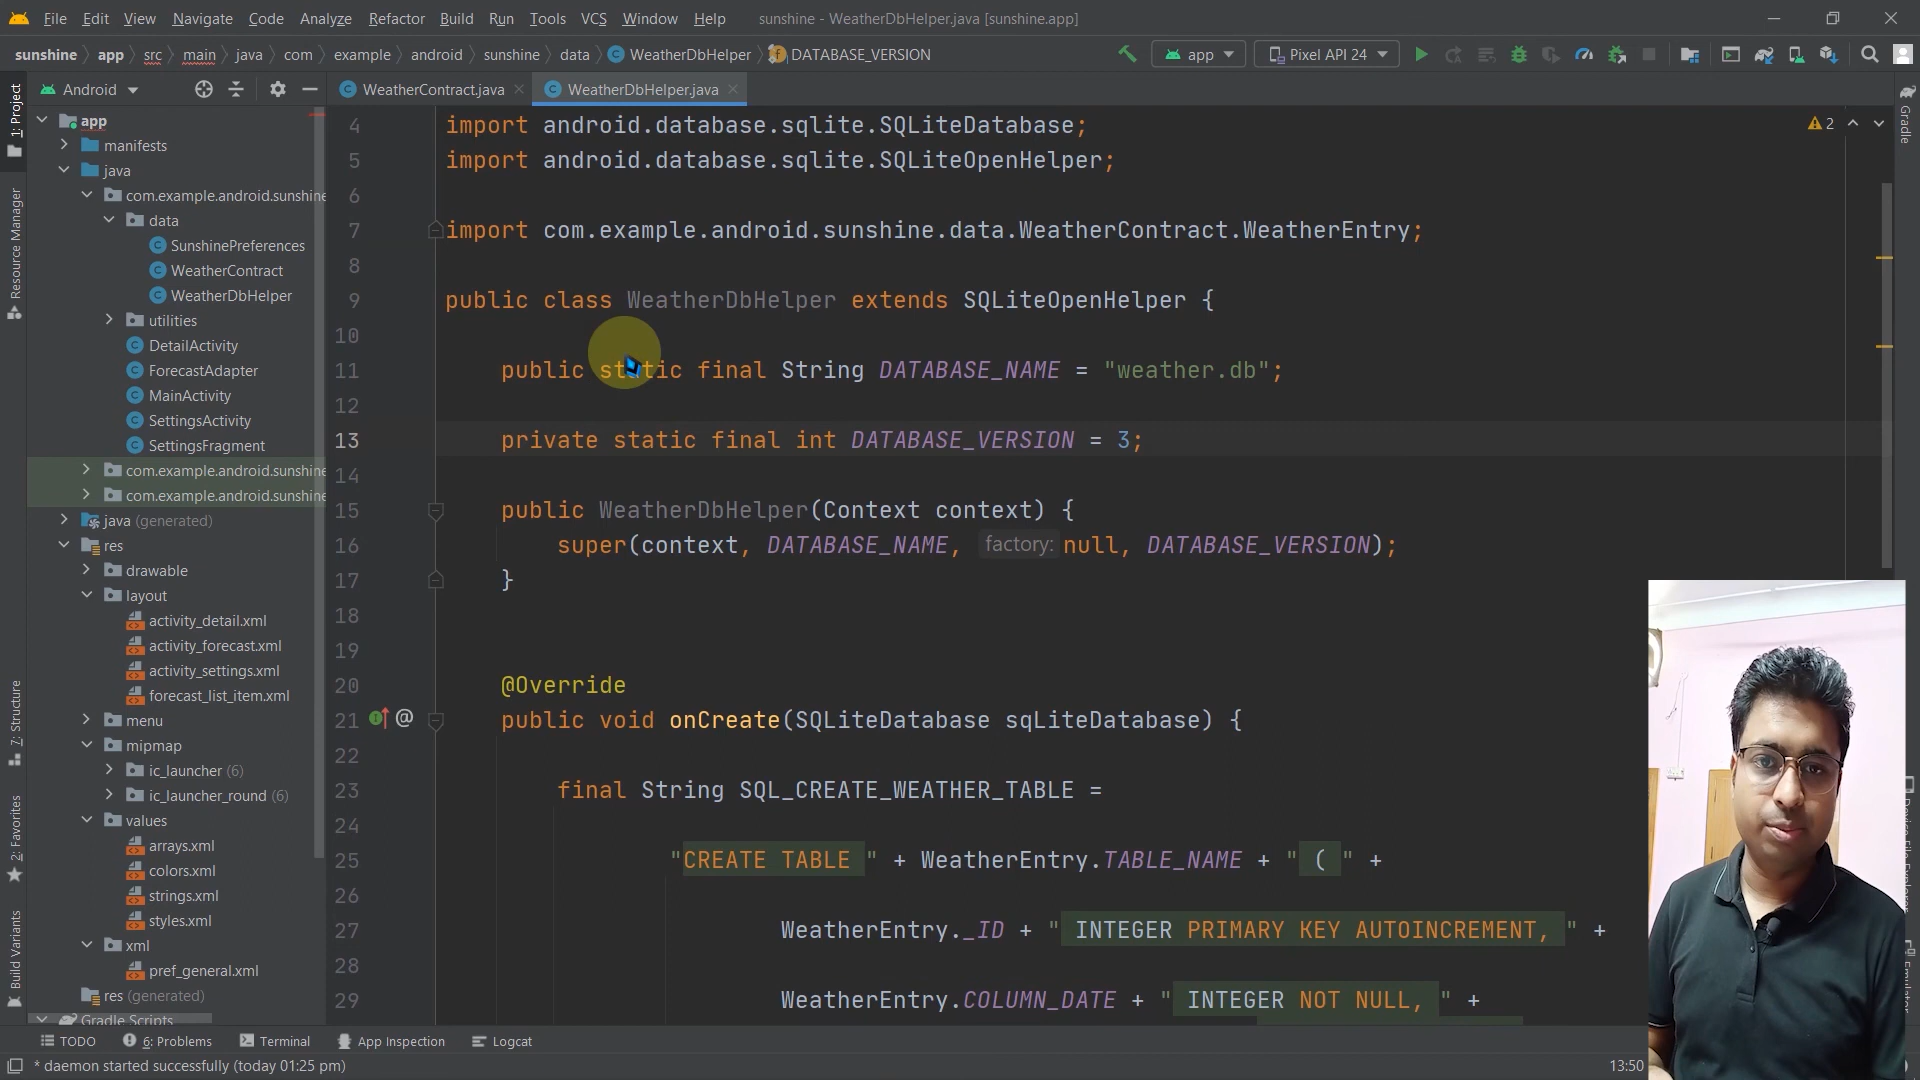 File Edit View Navigate Code Analyze Refactor Build Run Tools VCS Window Help sunshine - WeatherDbHelper.java [sunshine.app]
sunshine app src main java com example android sunshine data WeatherDbHelper DATABASE_VERSION app Pixel API 24
Android
WeatherContract.java WeatherDbHelper.java
1: Project
Resource Manager
7: Structure
2: Favorites
Build Variants
app
manifests
java
com.example.android.sunshine
data
SunshinePreferences
WeatherContract
WeatherDbHelper
utilities
DetailActivity
ForecastAdapter
MainActivity
SettingsActivity
SettingsFragment
com.example.android.sunshine
com.example.android.sunshine
java (generated)
res
drawable
layout
activity_detail.xml
activity_forecast.xml
activity_settings.xml
forecast_list_item.xml
menu
mipmap
ic_launcher (6)
ic_launcher_round (6)
values
arrays.xml
colors.xml
strings.xml
styles.xml
xml
pref_general.xml
res (generated)
Gradle Scripts
4 import android.database.sqlite.SQLiteDatabase;
5 import android.database.sqlite.SQLiteOpenHelper;
6
7 import com.example.android.sunshine.data.WeatherContract.WeatherEntry;
8
9 public class WeatherDbHelper extends SQLiteOpenHelper {
10
11 public static final String DATABASE_NAME = "weather.db";
12
13 private static final int DATABASE_VERSION = 3;
14
15 public WeatherDbHelper(Context context) {
16 super(context, DATABASE_NAME, factory: null, DATABASE_VERSION);
17 }
18
19
20 @Override
21 public void onCreate(SQLiteDatabase sqLiteDatabase) {
22
23 final String SQL_CREATE_WEATHER_TABLE =
24
25 "CREATE TABLE " + WeatherEntry.TABLE_NAME + " ( " +
26
27 WeatherEntry._ID + " INTEGER PRIMARY KEY AUTOINCREMENT, " +
28
29 WeatherEntry.COLUMN_DATE + " INTEGER NOT NULL, " +
2
Gradle
TODO 6: Problems Terminal App Inspection Logcat
* daemon started successfully (today 01:25 pm) 13:50